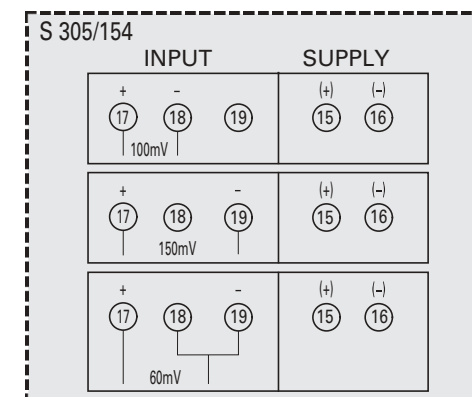 S 305/154
INPUT SUPPLY
+ – (+) (–)
17 18 19 15 16
100mV
+ – (+) (–)
17 18 19 15 16
150mV
+ – (+) (–)
17 18 19 15 16
60mV